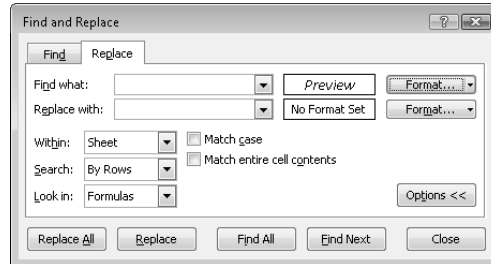 Find and Replace
Find Replace
Find what: Preview Format...
Replace with: No Format Set Format...
Within: Sheet Match case
Match entire cell contents
Search: By Rows
Look in: Formulas Options <<
Replace All Replace Find All Find Next Close